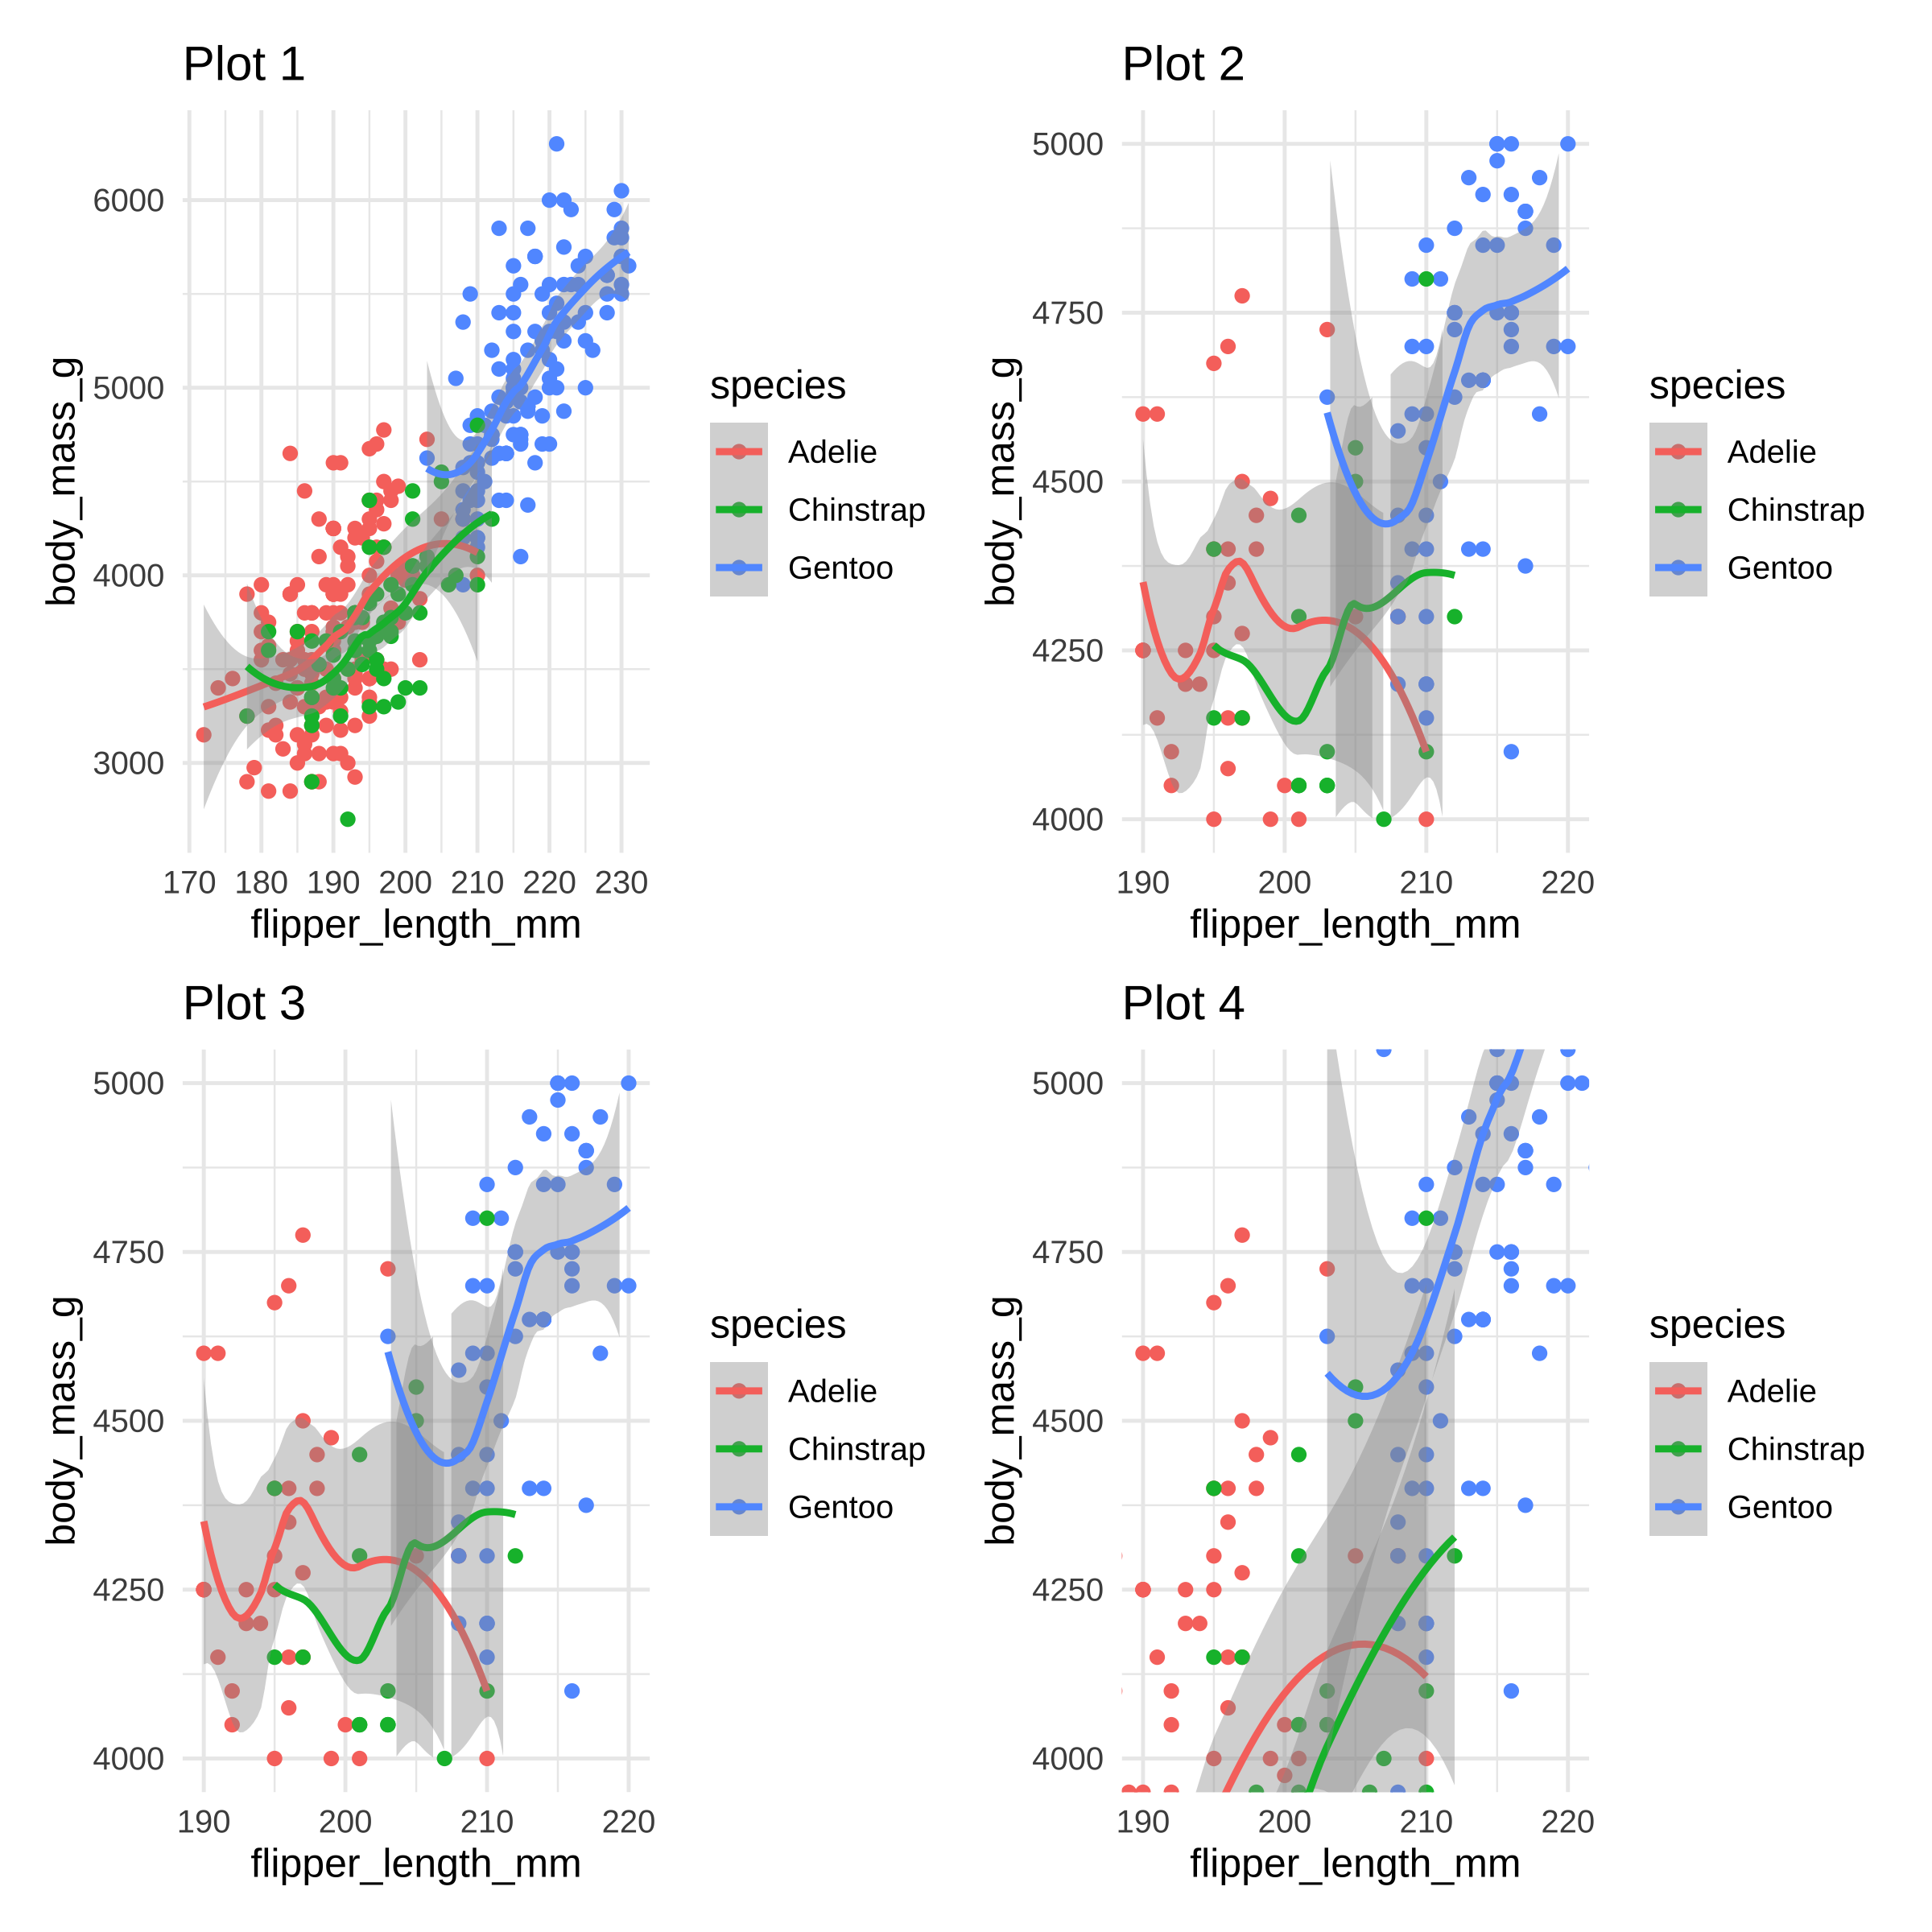 Plot 1
6000
5000
4000
3000
body_mass_g
170 180 190 200 210 220 230
flipper_length_mm
species
Adelie
Chinstrap
Gentoo
Plot 2
5000
4750
4500
4250
4000
body_mass_g
190 200 210 220
flipper_length_mm
species
Adelie
Chinstrap
Gentoo
Plot 3
5000
4750
4500
4250
4000
body_mass_g
190 200 210 220
flipper_length_mm
species
Adelie
Chinstrap
Gentoo
Plot 4
5000
4750
4500
4250
4000
body_mass_g
190 200 210 220
flipper_length_mm
species
Adelie
Chinstrap
Gentoo